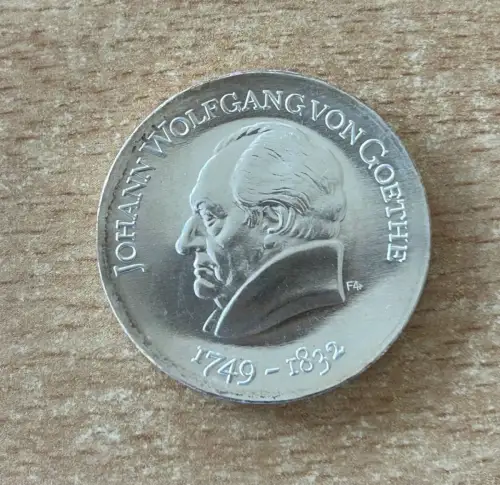 JOHANN WOLFGANG VON GOETHE
1749 – 1832